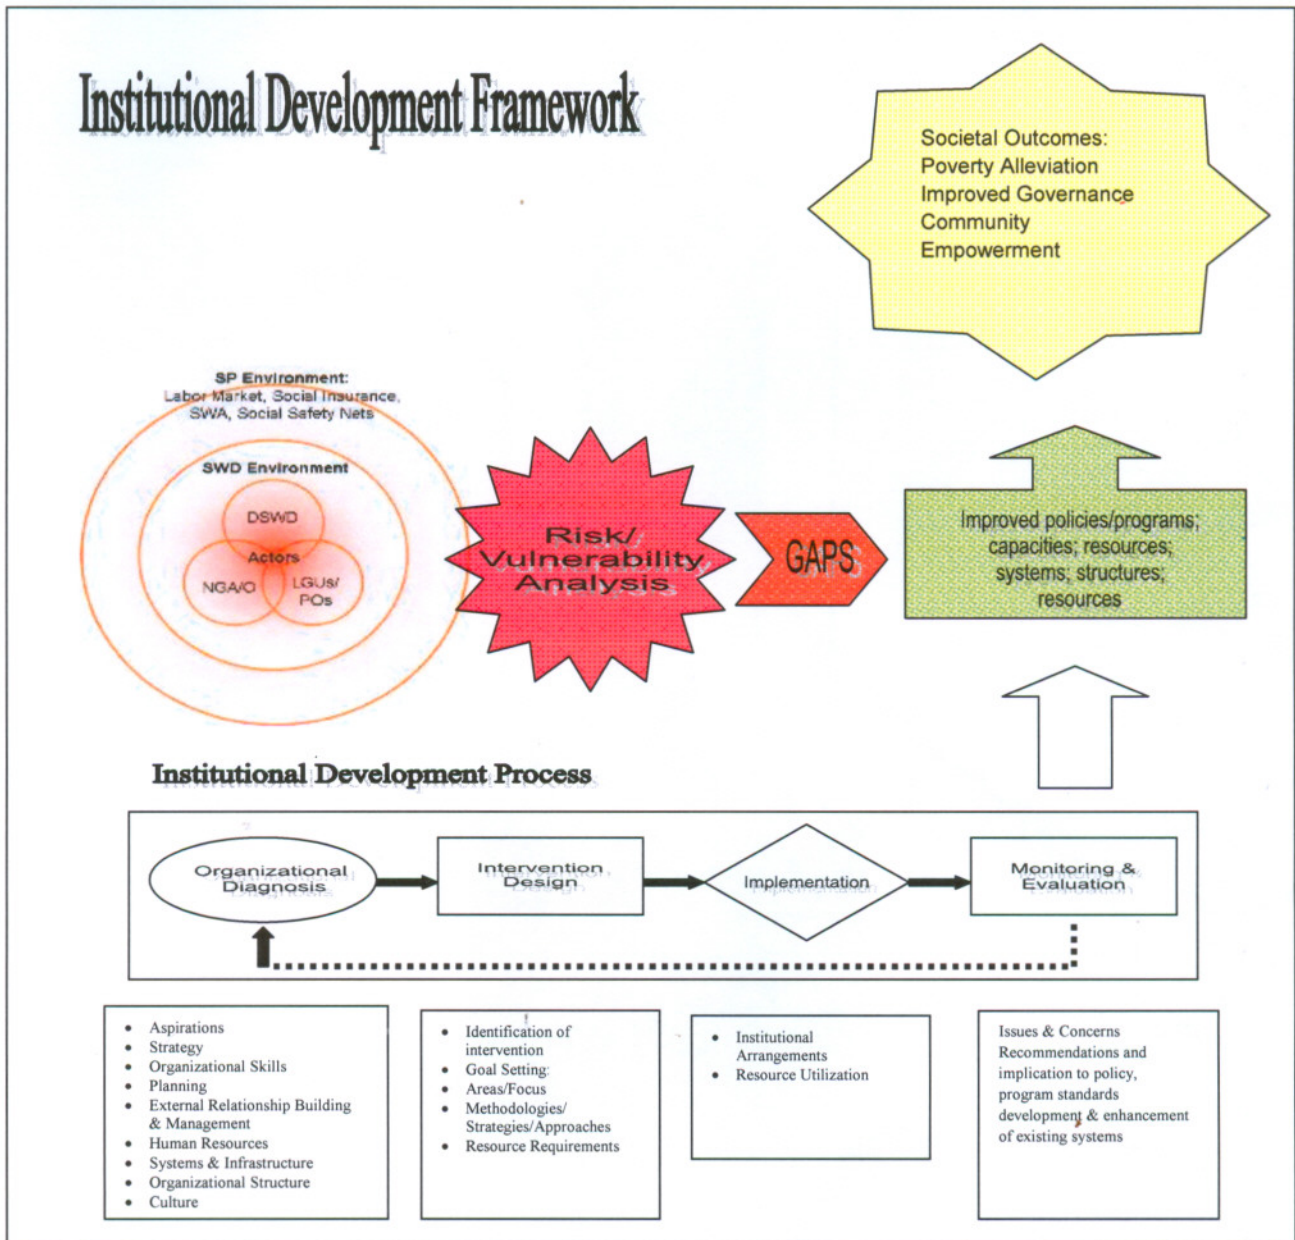 Institutional Development Framework
Societal Outcomes:
Poverty Alleviation
Improved Governance
Community
Empowerment
SP Environment:
Labor Market, Social Insurance,
SWA, Social Safety Nets
SWD Environment
DSWD
Actors
NGA/O
LGUs/
POs
Risk/
Vulnerability
Analysis
GAPS
Improved policies/programs;
capacities; resources;
systems; structures;
resources
Institutional Development Process
Organizational
Diagnosis
Intervention
Design
Implementation
Monitoring &
Evaluation
• Aspirations
• Strategy
• Organizational Skills
• Planning
• External Relationship Building
& Management
• Human Resources
• Systems & Infrastructure
• Organizational Structure
• Culture
• Identification of
intervention
• Goal Setting:
• Areas/Focus
• Methodologies/
Strategies/Approaches
• Resource Requirements
• Institutional
Arrangements
• Resource Utilization
Issues & Concerns
Recommendations and
implication to policy,
program standards
development & enhancement
of existing systems